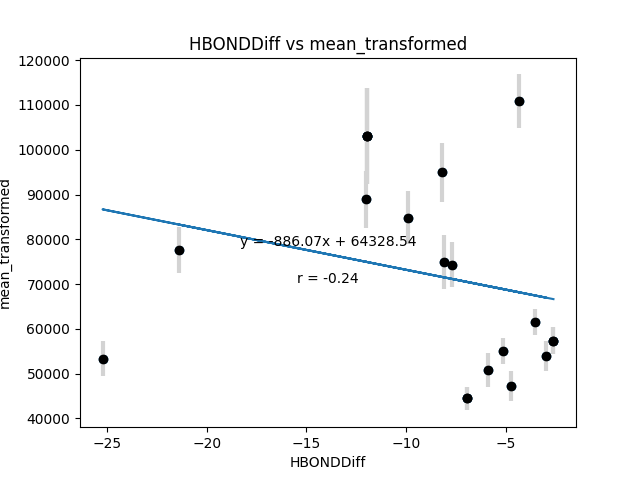 HBONDDiff vs mean_transformed
120000
110000
100000
90000
80000
70000
60000
50000
40000
mean_transformed
y = -886.07x + 64328.54
r = -0.24
−25
−20
−15
−10
−5
HBONDDiff